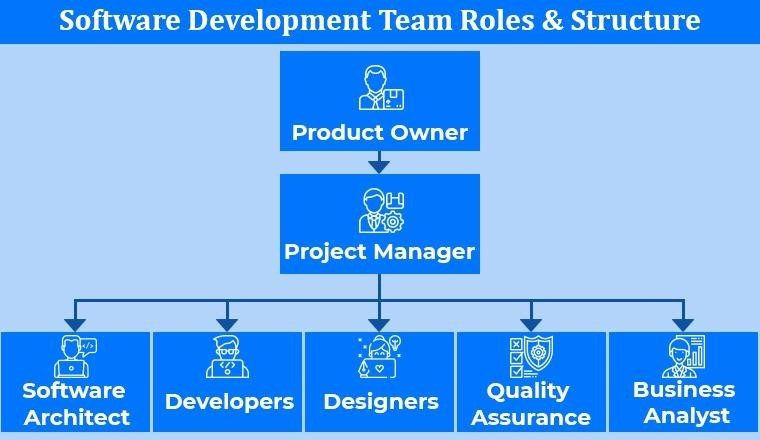 Software Development Team Roles & Structure
Product Owner
Project Manager
Software
Architect
Developers
Designers
Quality
Assurance
Business
Analyst